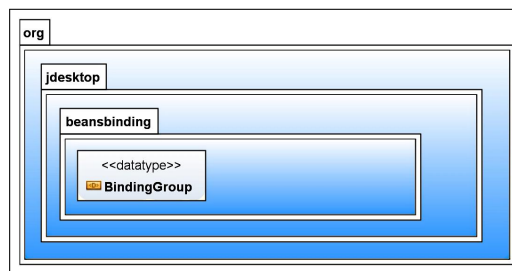 org
jdesktop
beansbinding
<<datatype>>
BindingGroup